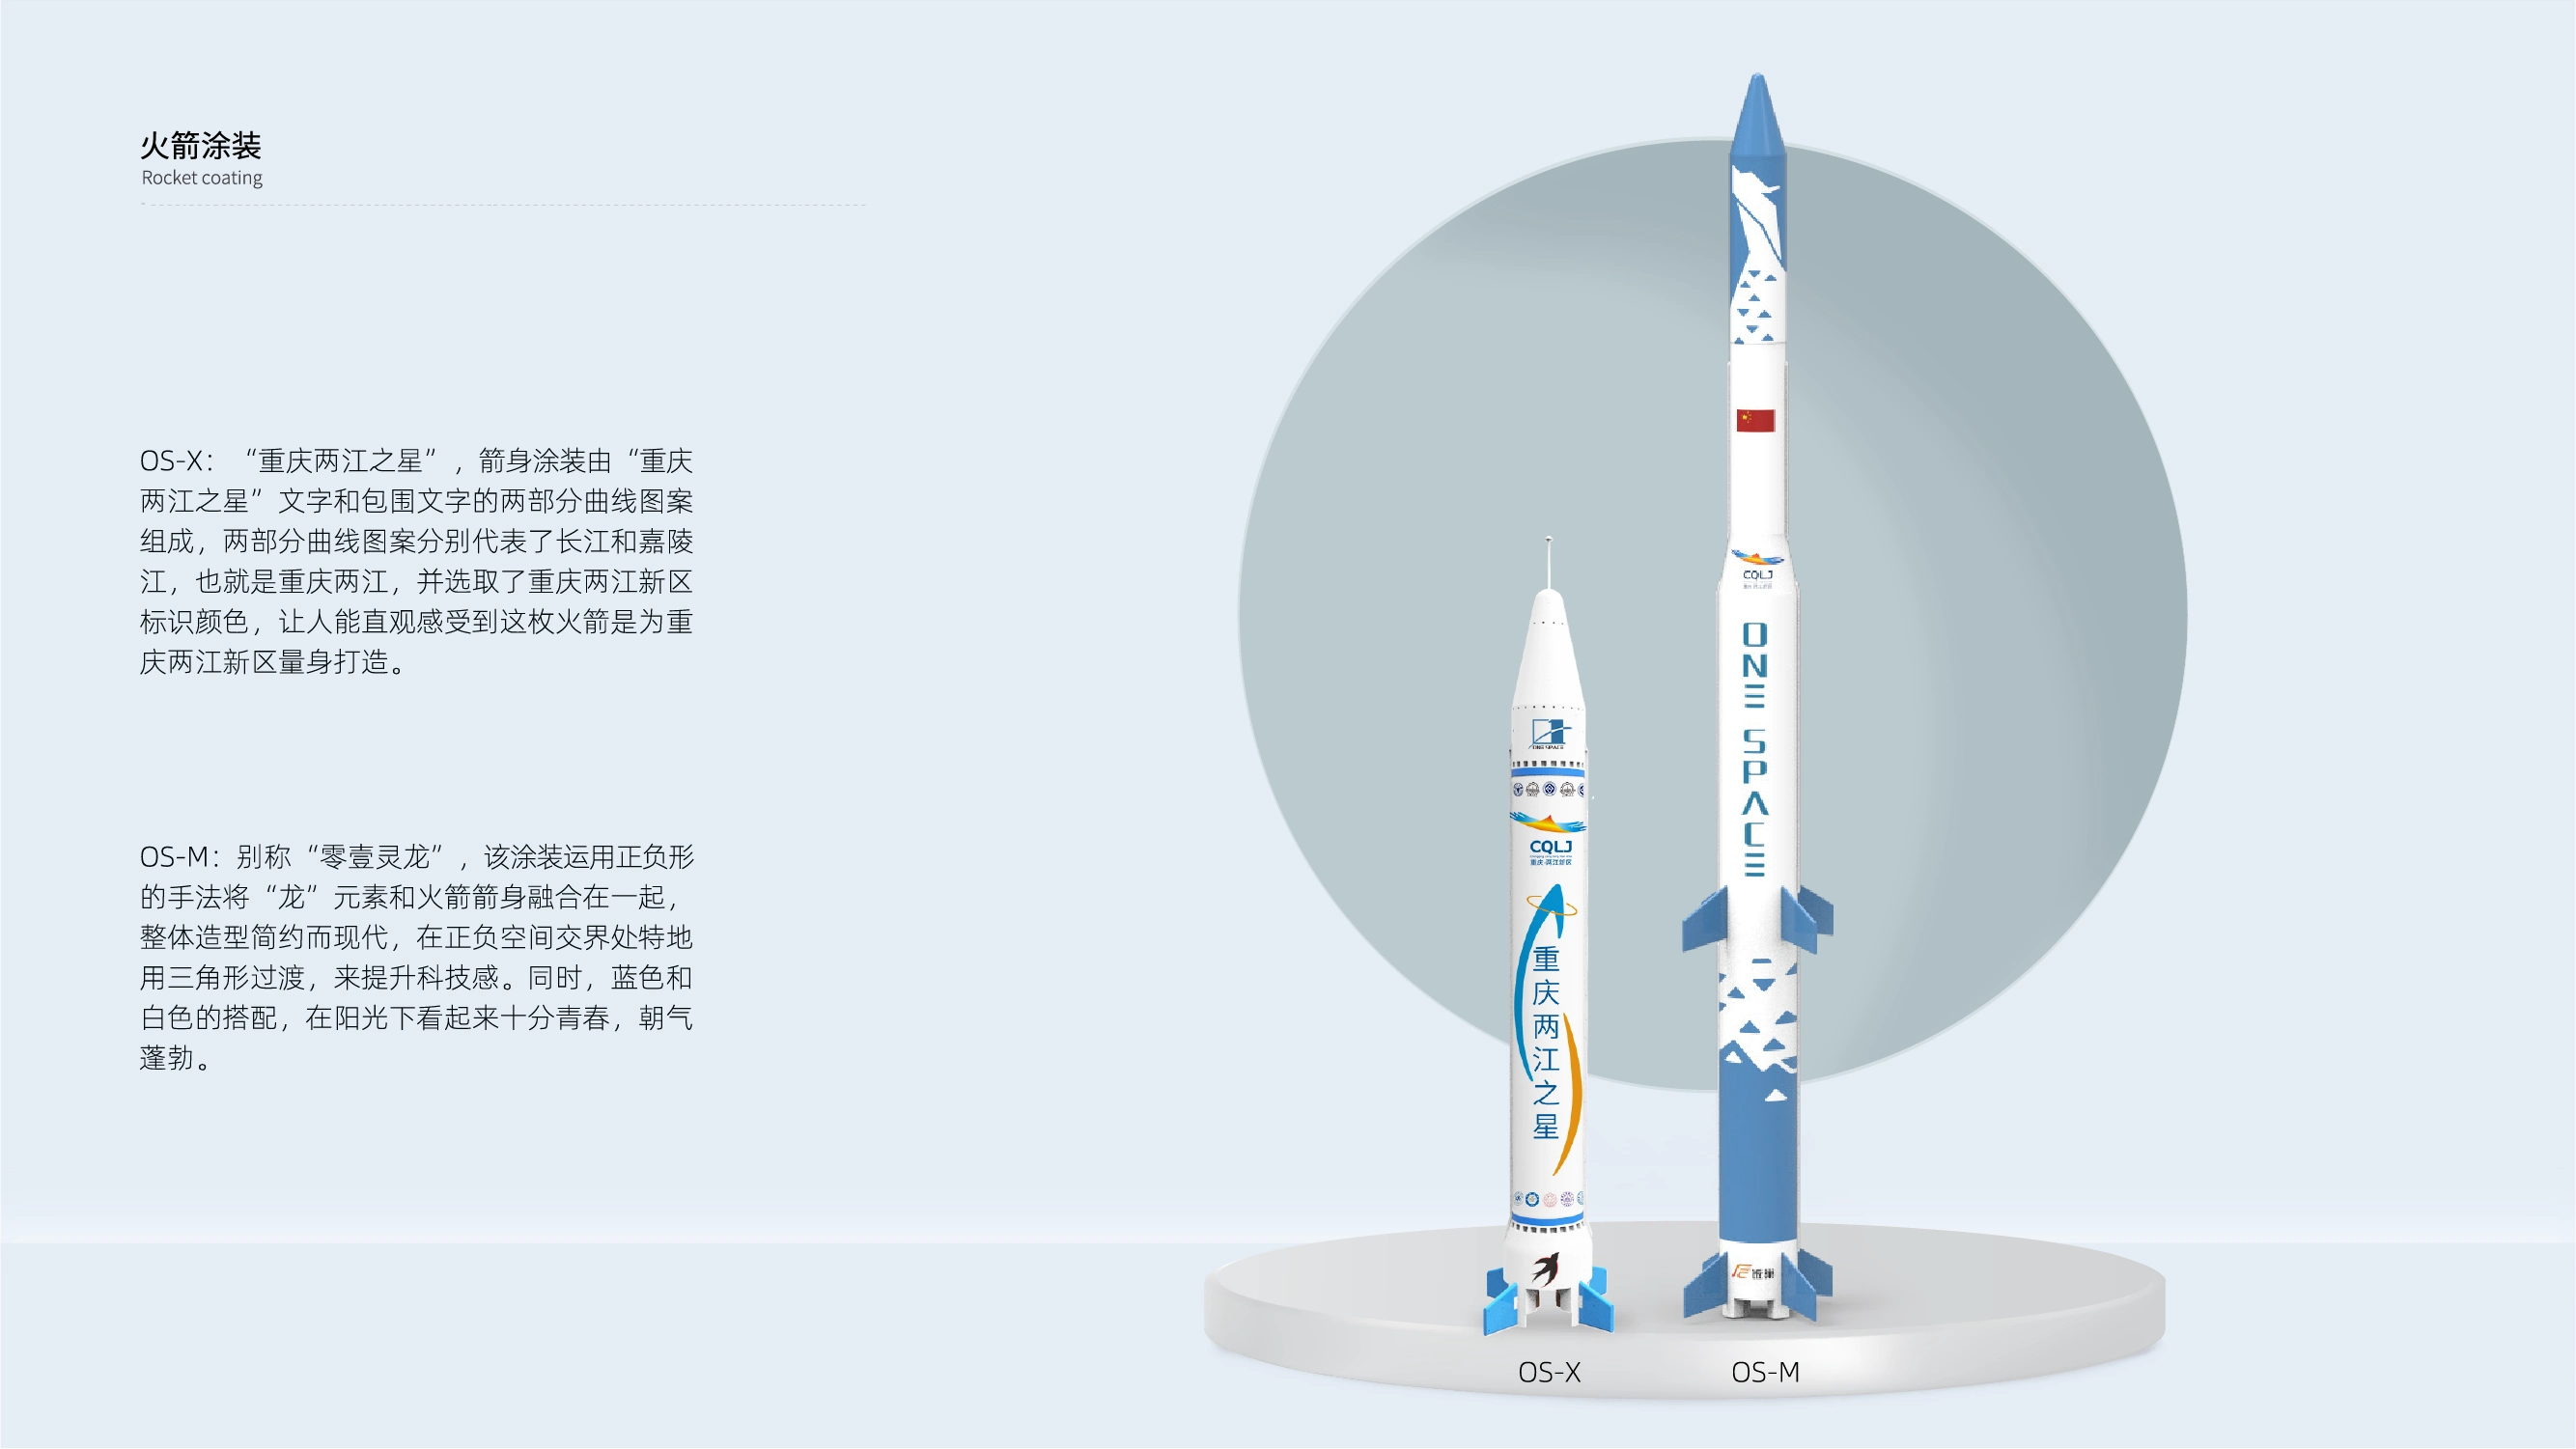 火箭涂装
Rocket coating
OS-X：“重庆两江之星”，箭身涂装由“重庆
两江之星”文字和包围文字的两部分曲线图案
组成，两部分曲线图案分别代表了长江和嘉陵
江，也就是重庆两江，并选取了重庆两江新区
标识颜色，让人能直观感受到这枚火箭是为重
庆两江新区量身打造。
OS-M：别称“零壹灵龙”，该涂装运用正负形
的手法将“龙”元素和火箭箭身融合在一起，
整体造型简约而现代，在正负空间交界处特地
用三角形过渡，来提升科技感。同时，蓝色和
白色的搭配，在阳光下看起来十分青春，朝气
蓬勃。
ONE SPACE
CQLJ
重庆·两江新区
重庆两江之星
CQLJ
ONE SPACE
OS-X
OS-M